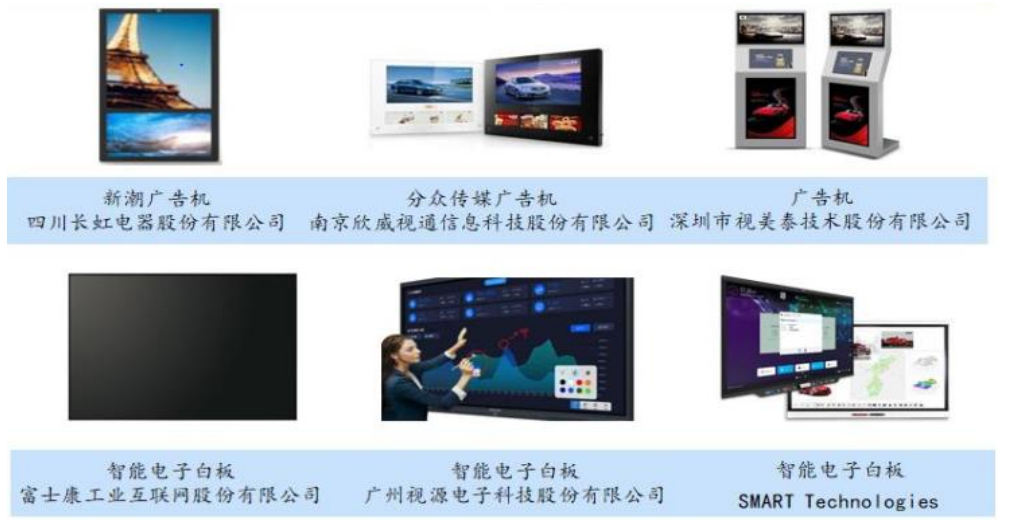 新潮广告机
四川长虹电器股份有限公司
分众传媒广告机
南京欣威视通信息科技股份有限公司
广告机
深圳市视美泰技术股份有限公司
智能电子白板
富士康工业互联网股份有限公司
智能电子白板
广州视源电子科技股份有限公司
智能电子白板
SMART Technologies